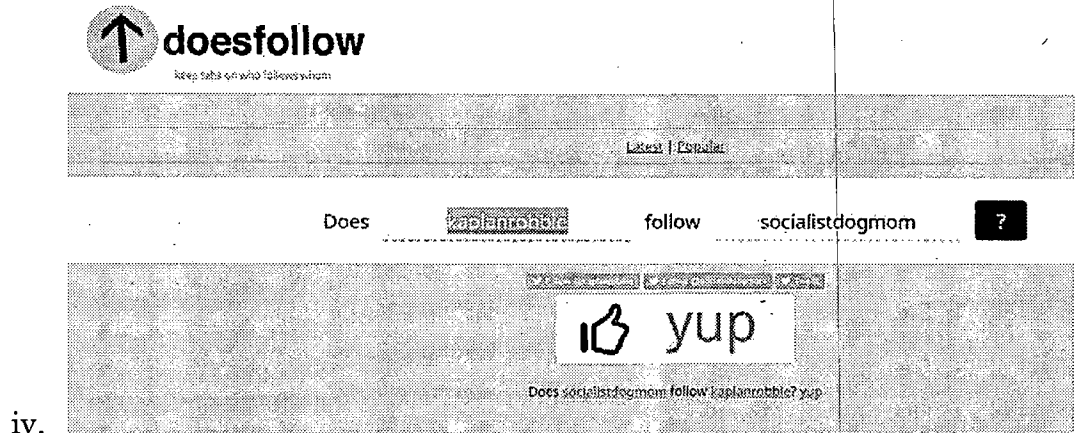 doesfollow
keep tabs on who follows whom
Latest | Popular
Does kaplanrobbie follow socialistdogmom ?
yup
Does socialistdogmom follow kaplanrobbie? yup
iv.